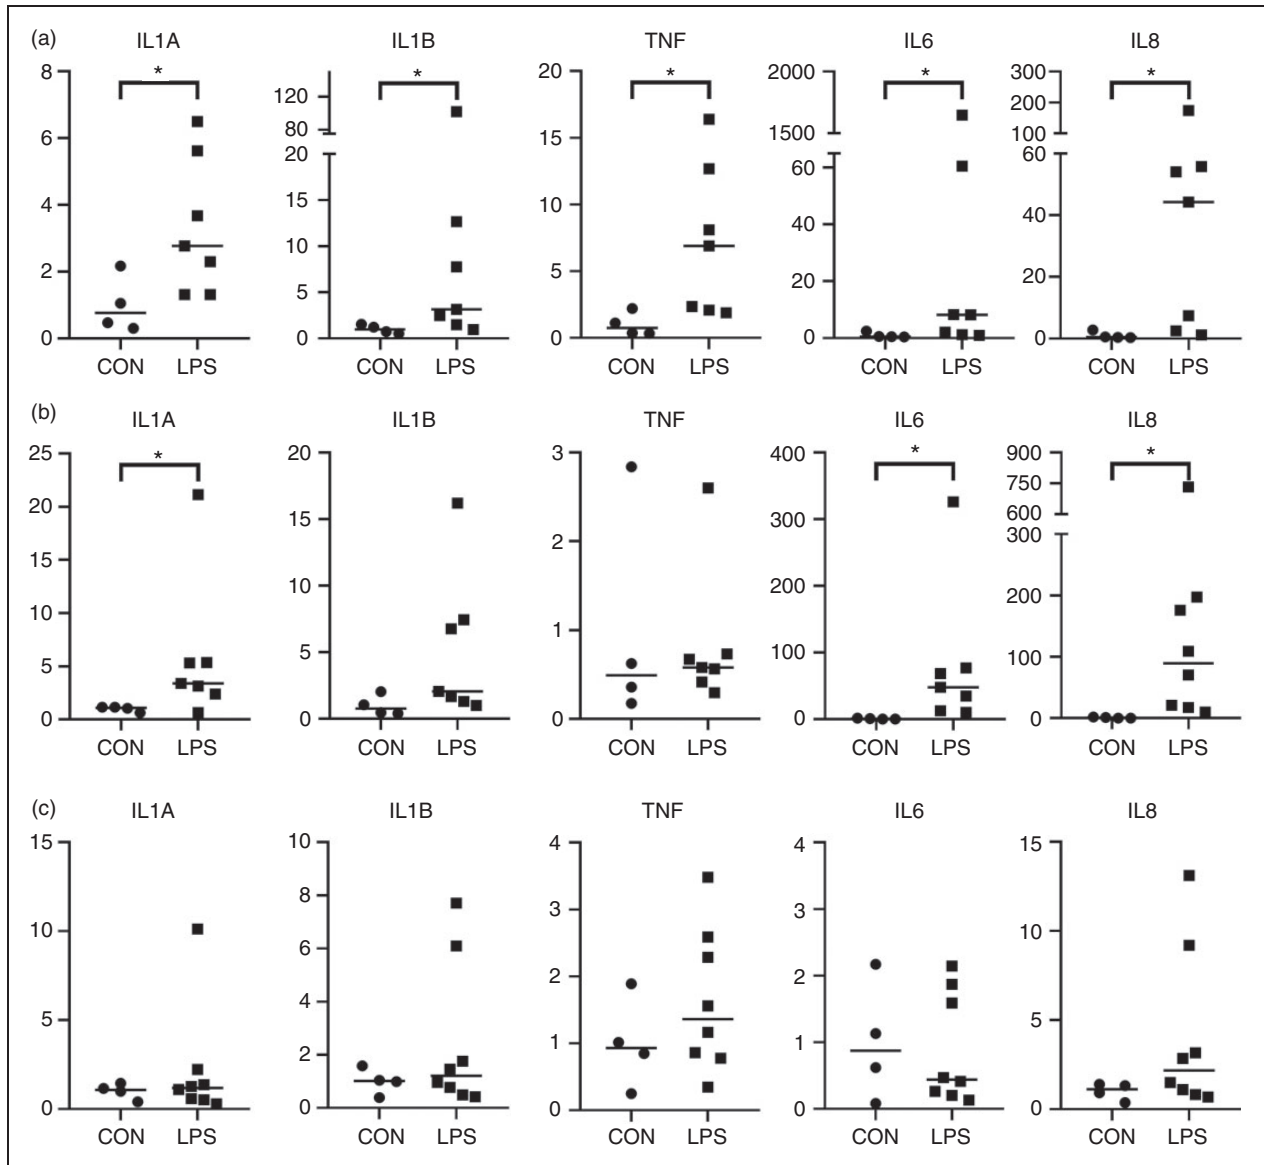 (a) IL1A IL1B TNF IL6 IL8
* * * * *
8 6 4 2 0
120 80 20 15 10 5 0
20 15 10 5 0
2000 1500 60 40 20 0
300 200 100 60 40 20 0
CON LPS CON LPS CON LPS CON LPS CON LPS
(b) IL1A IL1B TNF IL6 IL8
* * *
25 20 15 10 5 0
20 15 10 5 0
3 2 1 0
400 300 200 100 0
900 750 600 300 200 100 0
CON LPS CON LPS CON LPS CON LPS CON LPS
(c) IL1A IL1B TNF IL6 IL8
15 10 5 0
10 8 6 4 2 0
4 3 2 1 0
4 3 2 1 0
15 10 5 0
CON LPS CON LPS CON LPS CON LPS CON LPS